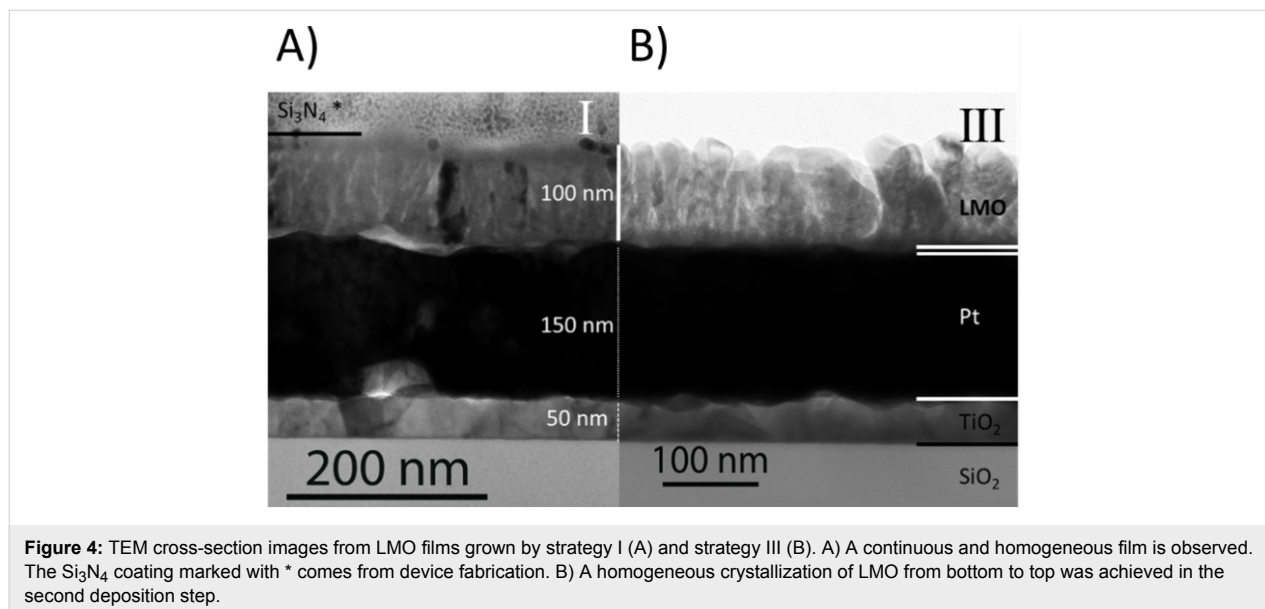 A)
B)
Si₃N₄ *
I
III
100 nm
LMO
150 nm
Pt
50 nm
TiO₂
200 nm
100 nm
SiO₂
Figure 4: TEM cross-section images from LMO films grown by strategy I (A) and strategy III (B). A) A continuous and homogeneous film is observed.
The Si₃N₄ coating marked with * comes from device fabrication. B) A homogeneous crystallization of LMO from bottom to top was achieved in the
second deposition step.